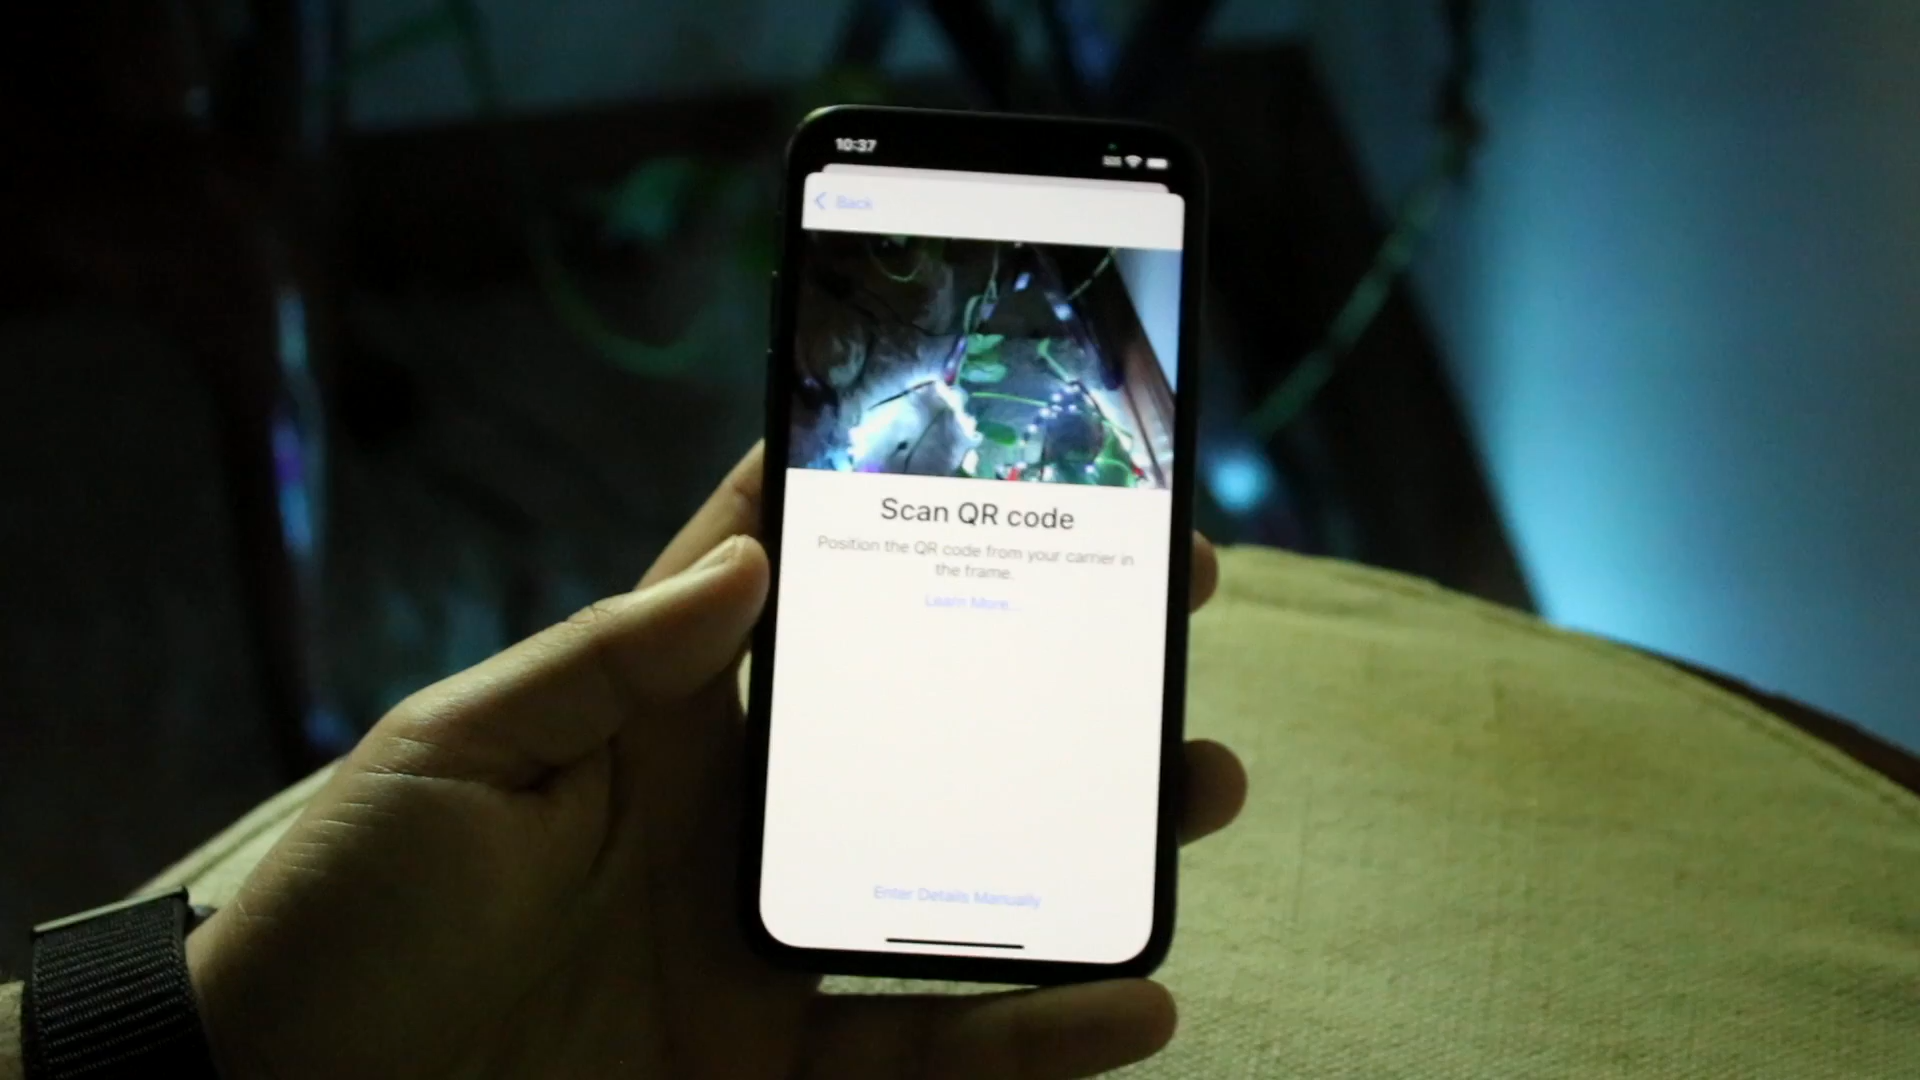 10:37
SOS
Back
Scan QR code
Position the QR code from your carrier in
the frame.
Learn More...
Enter Details Manually